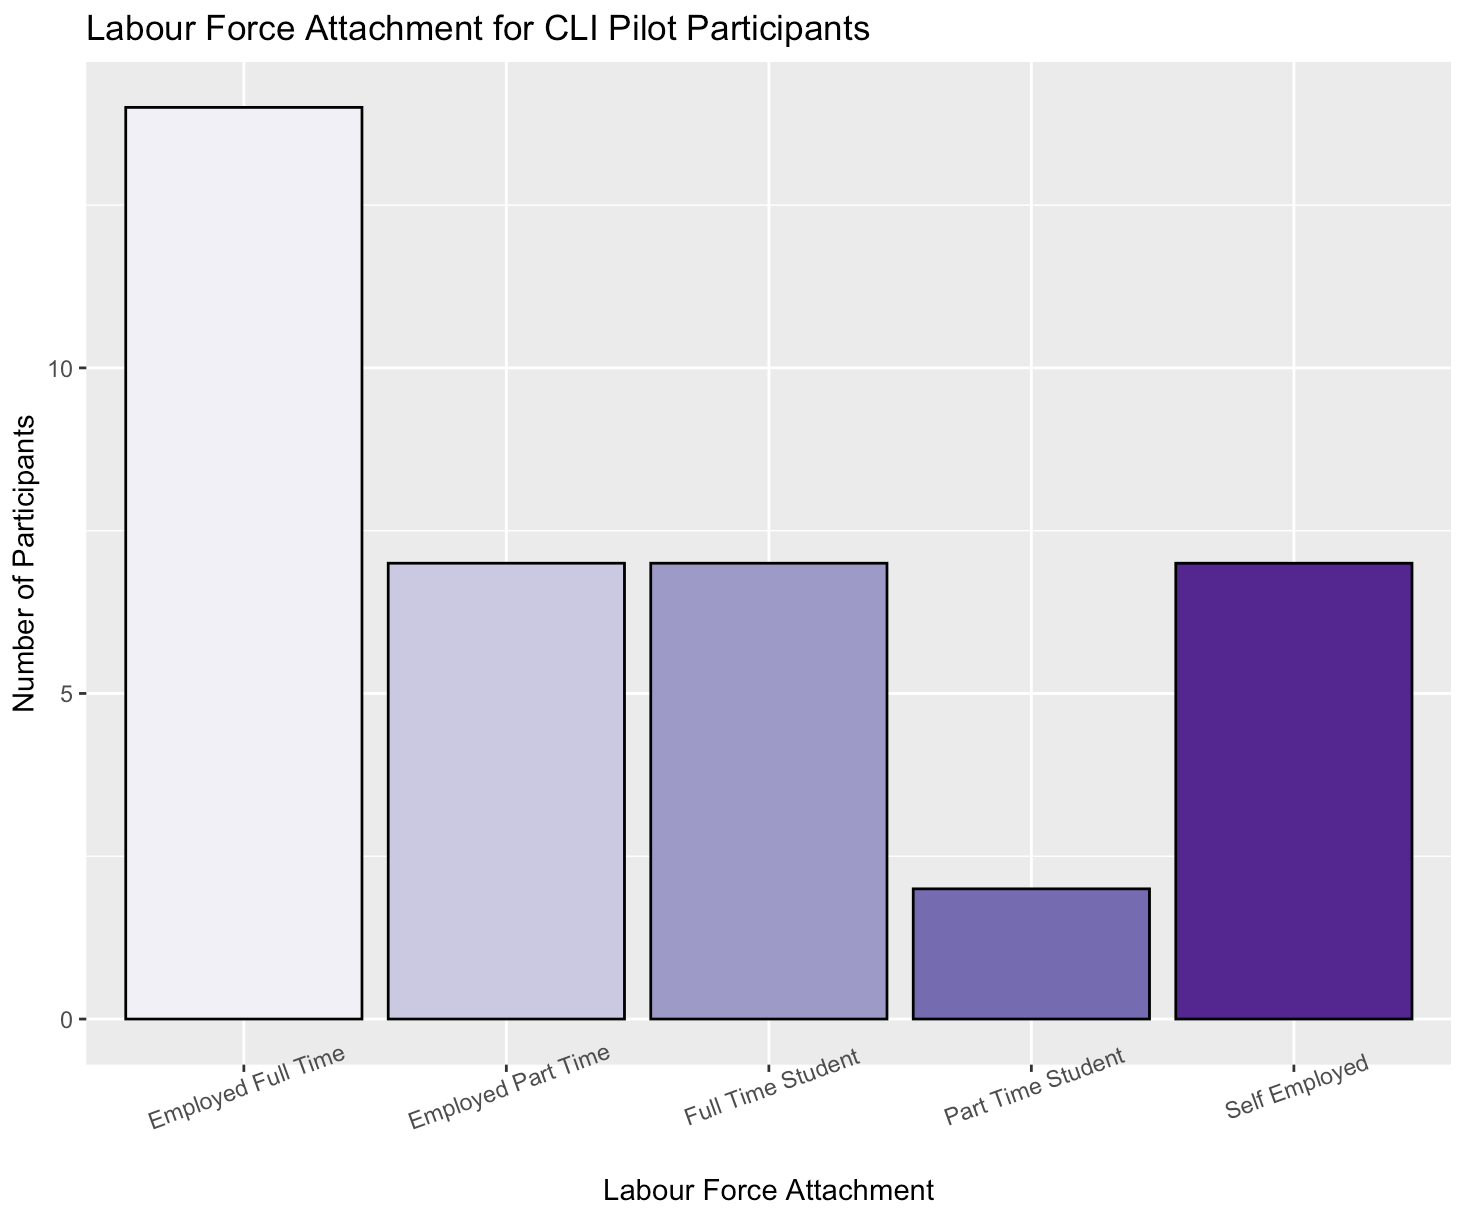 Labour Force Attachment for CLI Pilot Participants
Number of Participants
10
5
0
Employed Full Time
Employed Part Time
Full Time Student
Part Time Student
Self Employed
Labour Force Attachment